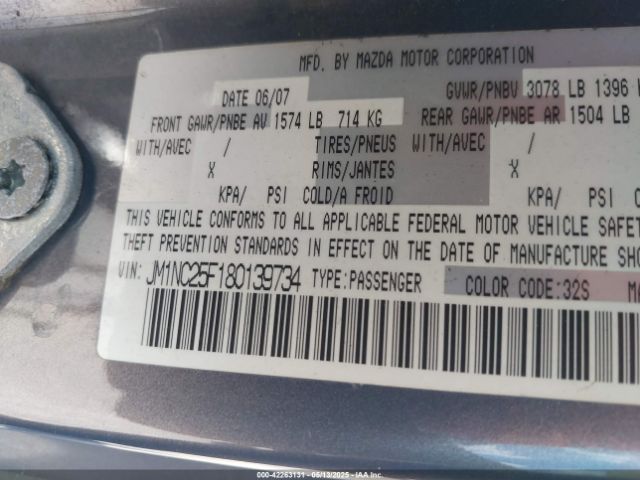 MFD. BY MAZDA MOTOR CORPORATION
DATE 06/07 GVWR/PNBV 3078 LB 1396
FRONT GAWR/PNBE AV 1574 LB 714 KG REAR GAWR/PNBE AR 1504 LB
WITH/AVEC / TIRES/PNEUS WITH/AVEC /
X RIMS/JANTES X
KPA/ PSI COLD/A FROID KPA/ PSI
THIS VEHICLE CONFORMS TO ALL APPLICABLE FEDERAL MOTOR VEHICLE
THEFT PREVENTION STANDARDS IN EFFECT ON THE DATE OF MANUFACTURE
VIN: JM1NC25F180139734 TYPE:PASSENGER COLOR CODE:32S
000-42263131 - 05/13/2025 - IAAI